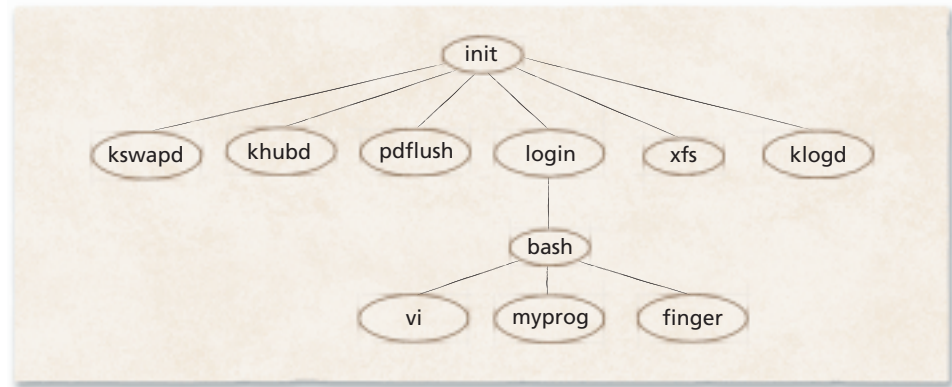 init
kswapd khubd pdflush login xfs klogd
bash
vi myprog finger